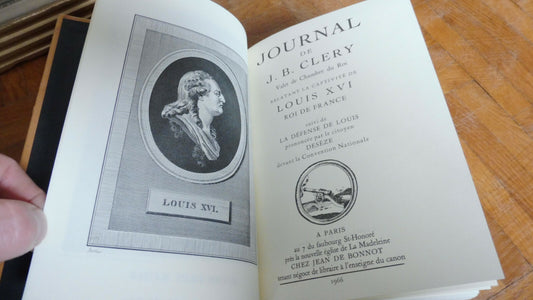 LOUIS XVI.
JOURNAL
DE
J. B. CLERY
Valet de Chambre du Roi
RELATANT LA CAPTIVITÉ DE
LOUIS XVI
ROI DE FRANCE
suivi de
LA DÉFENSE DE LOUIS
prononcée par le citoyen
DESÈZE
devant la Convention Nationale
A PARIS
au 7 du faubourg St-Honoré
près la nouvelle église de La Madeleine
CHEZ JEAN DE BONNOT
tenant négoce de libraire à l'enseigne du canon
1966